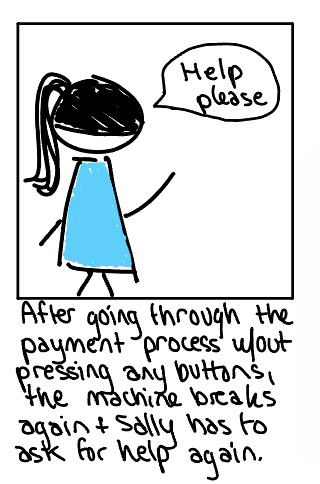 Help
please
After going through the
payment process w/out
pressing any buttons,
the machine breaks
again + Sally has to
ask for help again.